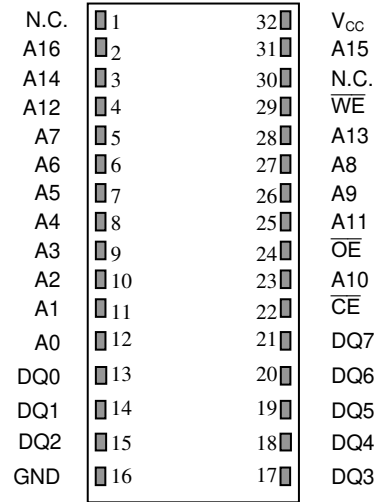 N.C. 1 32 VCC
A16 2 31 A15
A14 3 30 N.C.
A12 4 29 W̅E̅
A7 5 28 A13
A6 6 27 A8
A5 7 26 A9
A4 8 25 A11
A3 9 24 O̅E̅
A2 10 23 A10
A1 11 22 C̅E̅
A0 12 21 DQ7
DQ0 13 20 DQ6
DQ1 14 19 DQ5
DQ2 15 18 DQ4
GND 16 17 DQ3